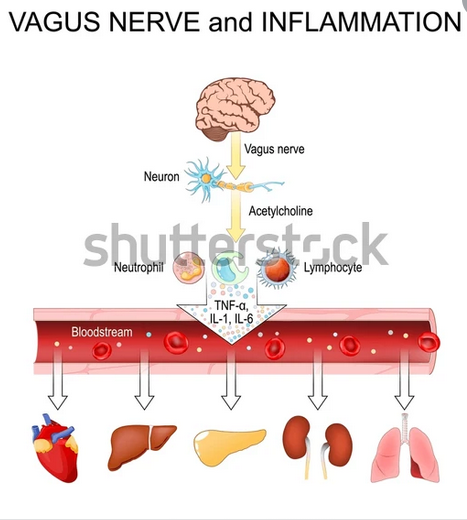 VAGUS NERVE and INFLAMMATION
Vagus nerve
Neuron
Acetylcholine
shutterstock
Neutrophil
Lymphocyte
TNF-α,
IL-1, IL-6
Bloodstream